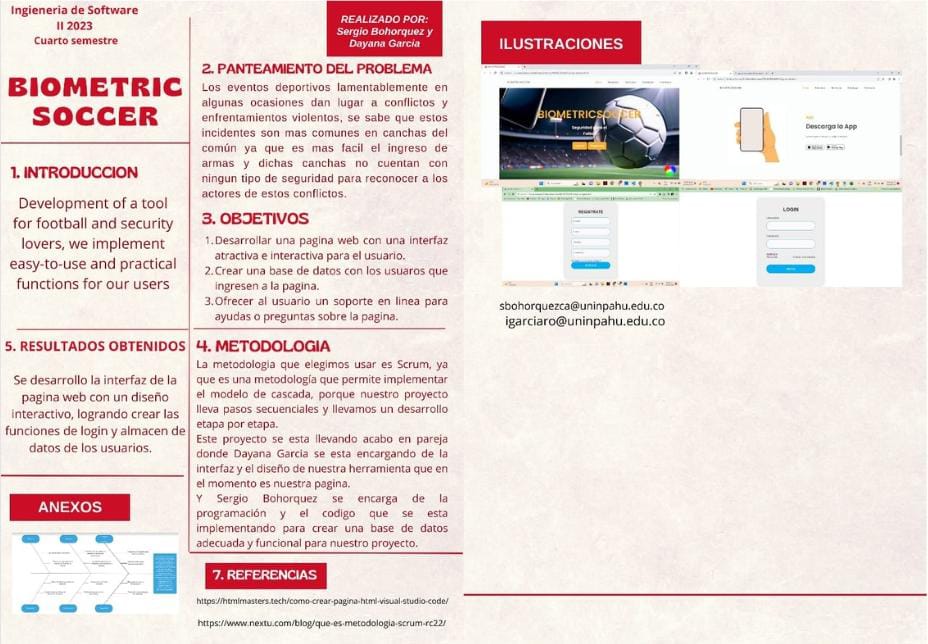 Ingieneria de Software
II 2023
Cuarto semestre
BIOMETRIC
SOCCER
1. INTRODUCCION
Development of a tool
for football and security
lovers, we implement
easy-to-use and practical
functions for our users
5. RESULTADOS OBTENIDOS
Se desarrollo la interfaz de la
pagina web con un diseño
interactivo, logrando crear las
funciones de login y almacen de
datos de los usuarios.
ANEXOS
REALIZADO POR:
Sergio Bohorquez y
Dayana Garcia
2. PANTEAMIENTO DEL PROBLEMA
Los eventos deportivos lamentablemente en
algunas ocasiones dan lugar a conflictos y
enfrentamientos violentos, se sabe que estos
incidentes son mas comunes en canchas del
común ya que es mas facil el ingreso de
armas y dichas canchas no cuentan con
ningun tipo de seguridad para reconocer a los
actores de estos conflictos.
3. OBJETIVOS
1. Desarrollar una pagina web con una interfaz
atractiva e interactiva para el usuario.
2. Crear una base de datos con los usuaros que
ingresen a la pagina.
3. Ofrecer al usuario un soporte en linea para
ayudas o preguntas sobre la pagina.
4. METODOLOGIA
La metodologia que elegimos usar es Scrum, ya
que es una metodología que permite implementar
el modelo de cascada, porque nuestro proyecto
lleva pasos secuenciales y llevamos un desarrollo
etapa por etapa.
Este proyecto se esta llevando acabo en pareja
donde Dayana Garcia se esta encargando de la
interfaz y el diseño de nuestra herramienta que en
el momento es nuestra pagina.
Y Sergio Bohorquez se encarga de la
programación y el codigo que se esta
implementando para crear una base de datos
adecuada y funcional para nuestro proyecto.
7. REFERENCIAS
https://htmlmasters.tech/como-crear-pagina-html-visual-studio-code/
https://www.nextu.com/blog/que-es-metodologia-scrum-rc22/
ILUSTRACIONES
BIOMETRICSOCCER
Descarga la App
REGISTRATE
LOGIN
sbohorquezca@uninpahu.edu.co
igarciaro@uninpahu.edu.co